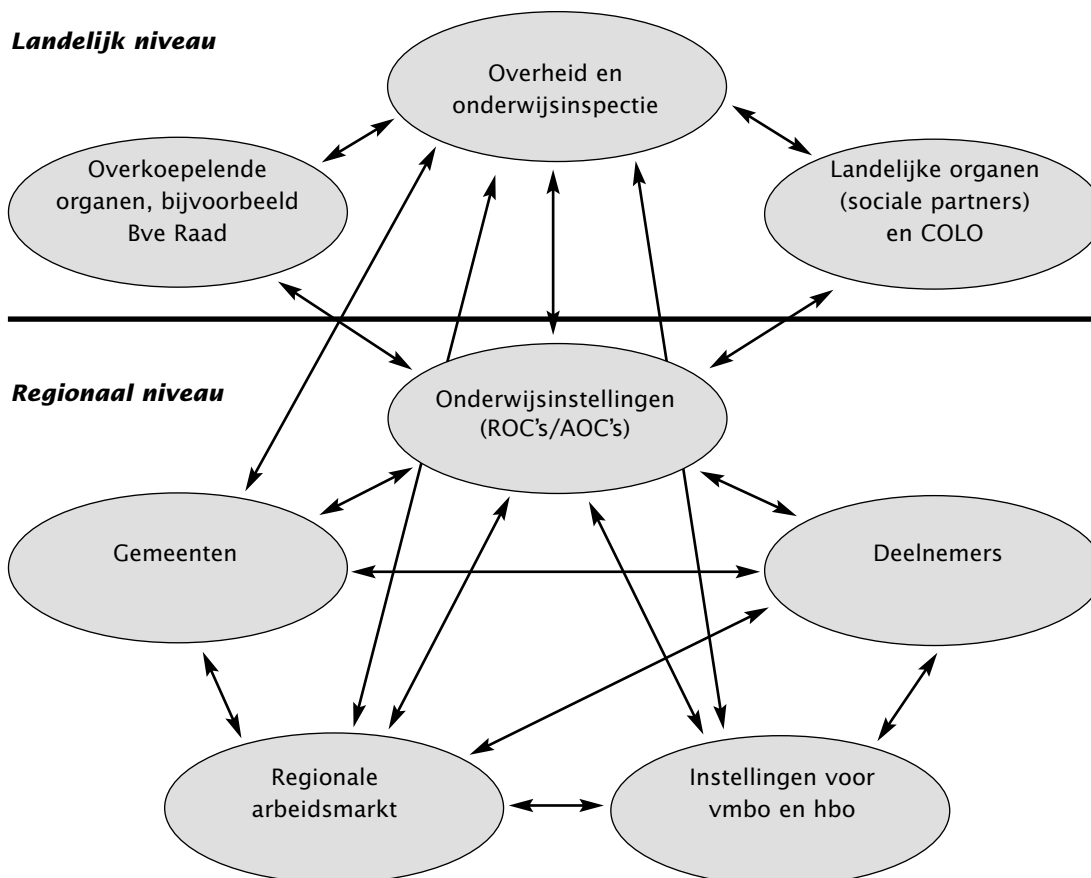 Landelijk niveau
Overheid en
onderwijsinspectie
Overkoepelende
organen, bijvoorbeeld
Bve Raad
Landelijke organen
(sociale partners)
en COLO
Regionaal niveau
Onderwijsinstellingen
(ROC's/AOC's)
Gemeenten
Deelnemers
Regionale
arbeidsmarkt
Instellingen voor
vmbo en hbo